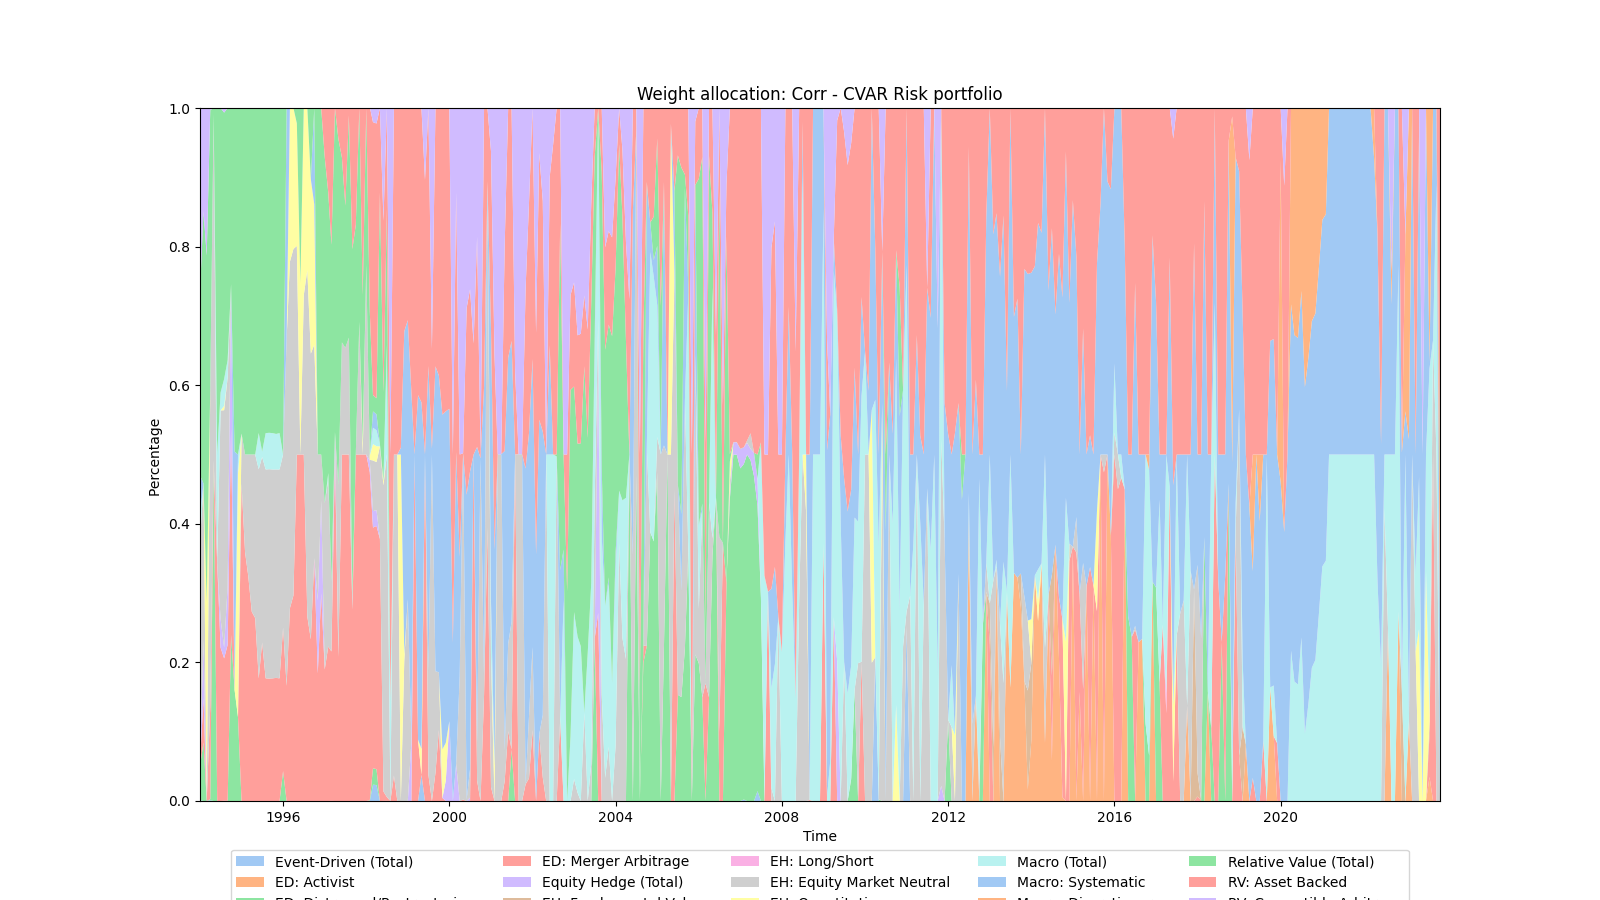 Weight allocation: Corr - CVAR Risk portfolio
1.0
0.8
0.6
0.4
0.2
0.0
Percentage
1996 2000 2004 2008 2012 2016 2020
Time
Event-Driven (Total) ED: Merger Arbitrage EH: Long/Short Macro (Total) Relative Value (Total)
ED: Activist Equity Hedge (Total) EH: Equity Market Neutral Macro: Systematic RV: Asset Backed